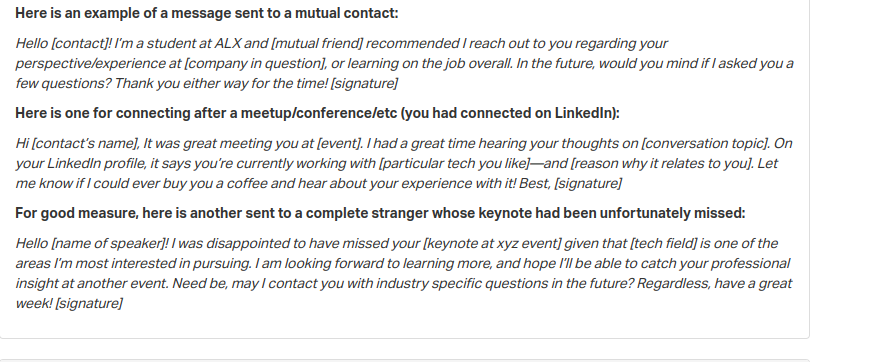 Here is an example of a message sent to a mutual contact:
Hello [contact]! I'm a student at ALX and [mutual friend] recommended I reach out to you regarding your
perspective/experience at [company in question], or learning on the job overall. In the future, would you mind if I asked you a
few questions? Thank you either way for the time! [signature]
Here is one for connecting after a meetup/conference/etc (you had connected on LinkedIn):
Hi [contact's name], It was great meeting you at [event]. I had a great time hearing your thoughts on [conversation topic]. On
your LinkedIn profile, it says you're currently working with [particular tech you like]—and [reason why it relates to you]. Let
me know if I could ever buy you a coffee and hear about your experience with it! Best, [signature]
For good measure, here is another sent to a complete stranger whose keynote had been unfortunately missed:
Hello [name of speaker]! I was disappointed to have missed your [keynote at xyz event] given that [tech field] is one of the
areas I'm most interested in pursuing. I am looking forward to learning more, and hope I'll be able to catch your professional
insight at another event. Need be, may I contact you with industry specific questions in the future? Regardless, have a great
week! [signature]